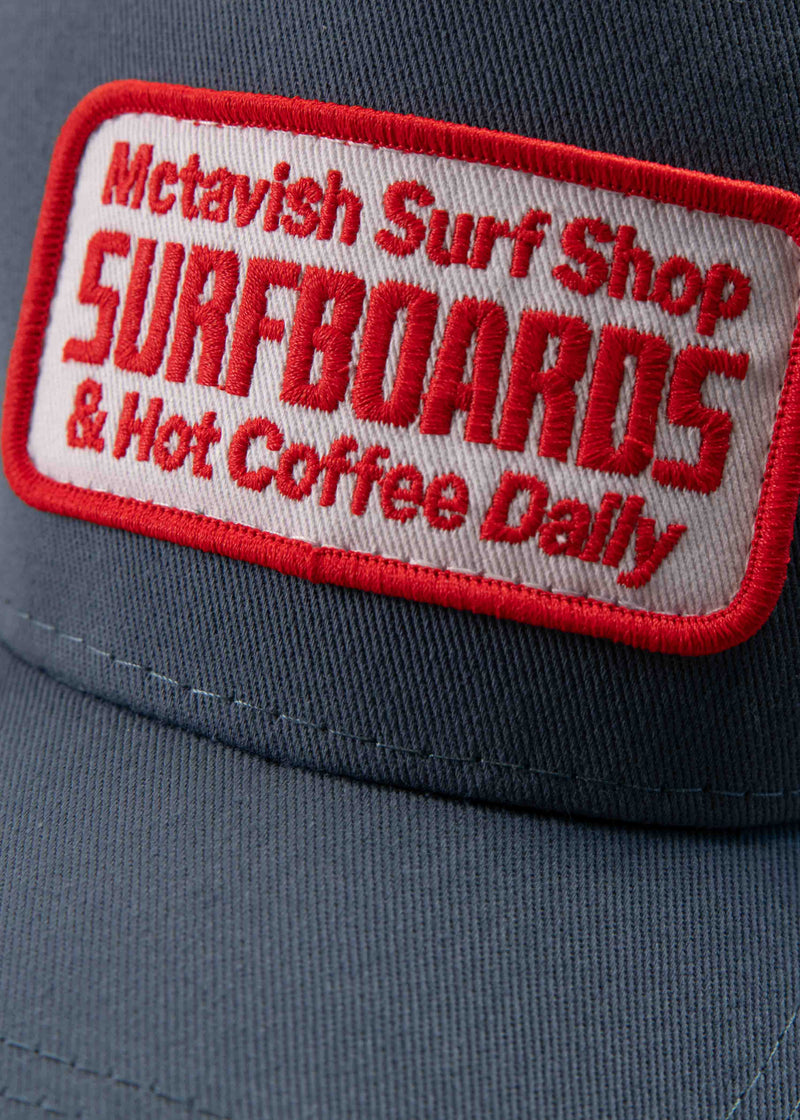 Mctavish Surf Shop
SURFBOARDS
& Hot Coffee Daily